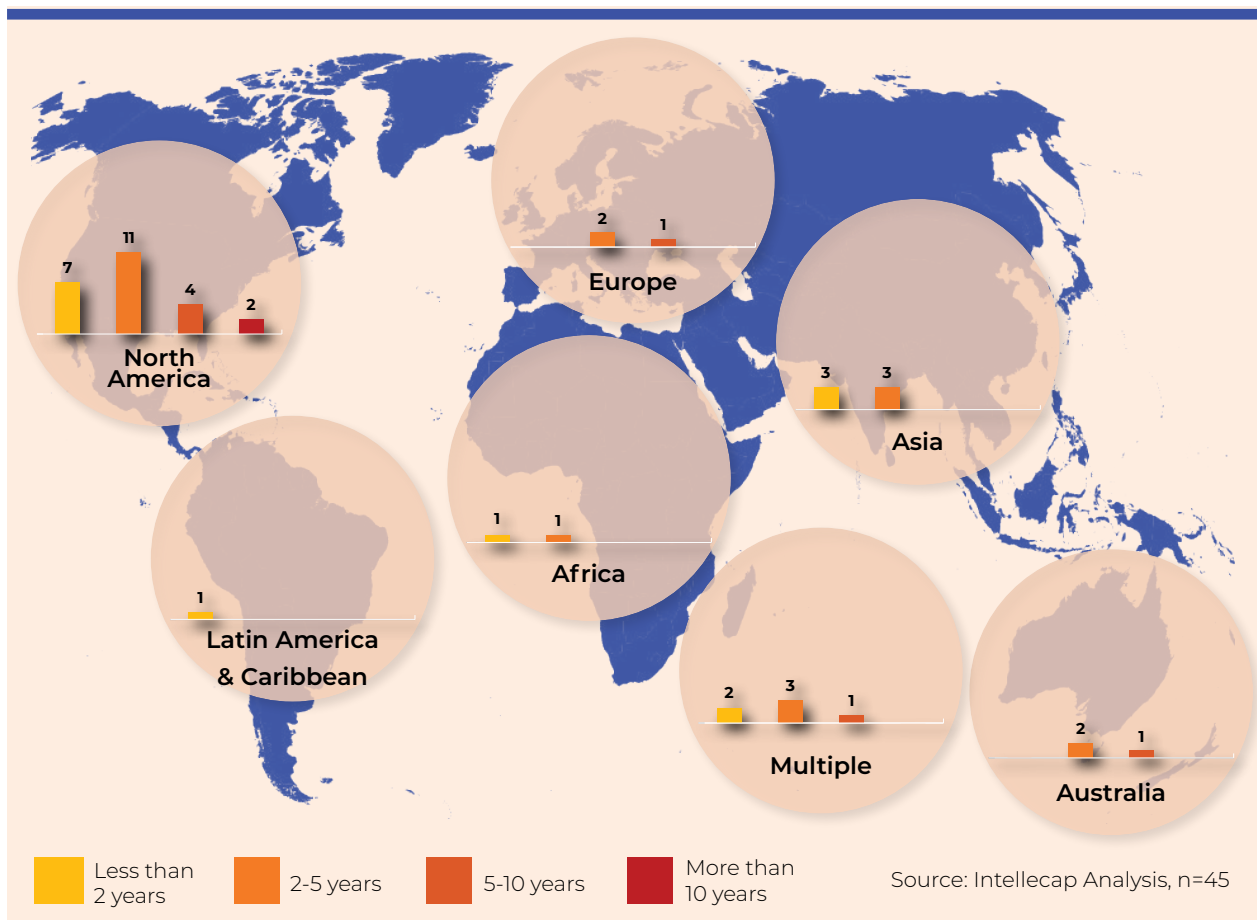 2
1
Europe
7
11
4
2
North
America
3
3
Asia
1
1
Africa
1
Latin America
& Caribbean
2
3
1
Multiple
2
1
Australia
Less than
2 years
2-5 years
5-10 years
More than
10 years
Source: Intellecap Analysis, n=45